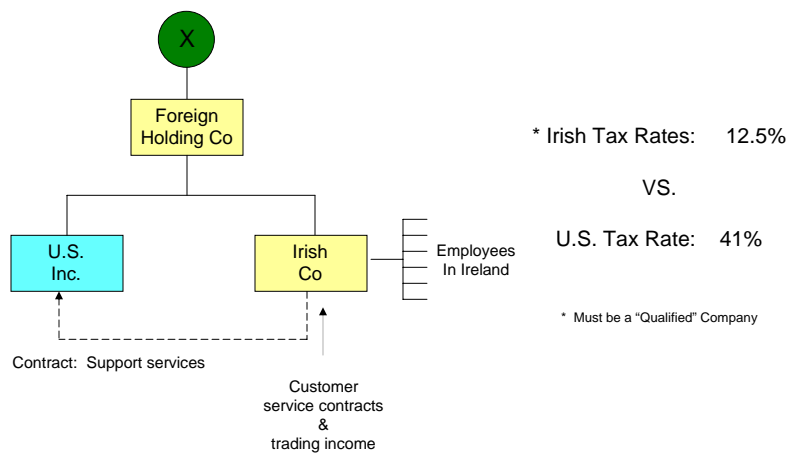 X
Foreign
Holding Co
* Irish Tax Rates: 12.5%
VS.
U.S. Tax Rate: 41%
* Must be a “Qualified” Company
U.S.
Inc.
Irish
Co
Employees
In Ireland
Contract: Support services
Customer
service contracts
&
trading income